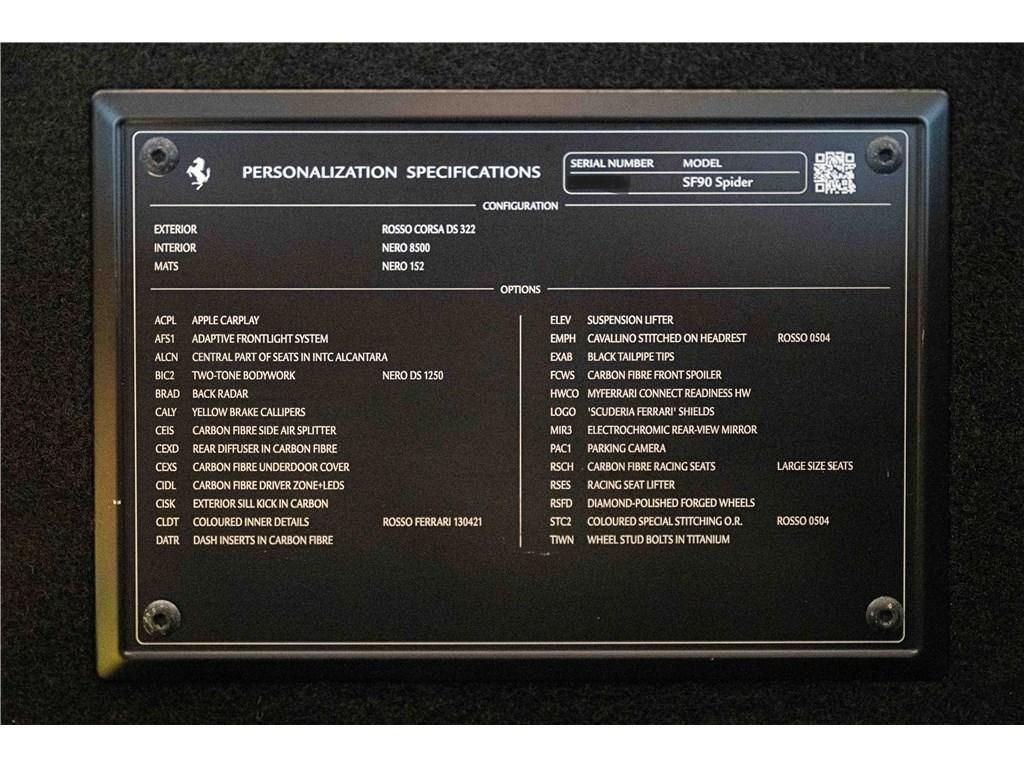 PERSONALIZATION SPECIFICATIONS
SERIAL NUMBER MODEL
SF90 Spider
CONFIGURATION
EXTERIOR ROSSO CORSA DS 322
INTERIOR NERO 8500
MATS NERO 152
OPTIONS
ACPL APPLE CARPLAY
AFS1 ADAPTIVE FRONTLIGHT SYSTEM
ALCN CENTRAL PART OF SEATS IN INTC ALCANTARA
BIC2 TWO-TONE BODYWORK NERO DS 1250
BRAD BACK RADAR
CALY YELLOW BRAKE CALLIPERS
CEIS CARBON FIBRE SIDE AIR SPLITTER
CEXD REAR DIFFUSER IN CARBON FIBRE
CEXS CARBON FIBRE UNDERDOOR COVER
CIDL CARBON FIBRE DRIVER ZONE+LEDS
CISK EXTERIOR SILL KICK IN CARBON
CLDT COLOURED INNER DETAILS ROSSO FERRARI 130421
DATR DASH INSERTS IN CARBON FIBRE
ELEV SUSPENSION LIFTER
EMPH CAVALLINO STITCHED ON HEADREST ROSSO 0504
EXAB BLACK TAILPIPE TIPS
FCWS CARBON FIBRE FRONT SPOILER
HWCO MYFERRARI CONNECT READINESS HW
LOGO 'SCUDERIA FERRARI' SHIELDS
MIR3 ELECTROCHROMIC REAR-VIEW MIRROR
PAC1 PARKING CAMERA
RSCH CARBON FIBRE RACING SEATS LARGE SIZE SEATS
RSES RACING SEAT LIFTER
RSFD DIAMOND-POLISHED FORGED WHEELS
STC2 COLOURED SPECIAL STITCHING O.R. ROSSO 0504
TIWN WHEEL STUD BOLTS IN TITANIUM